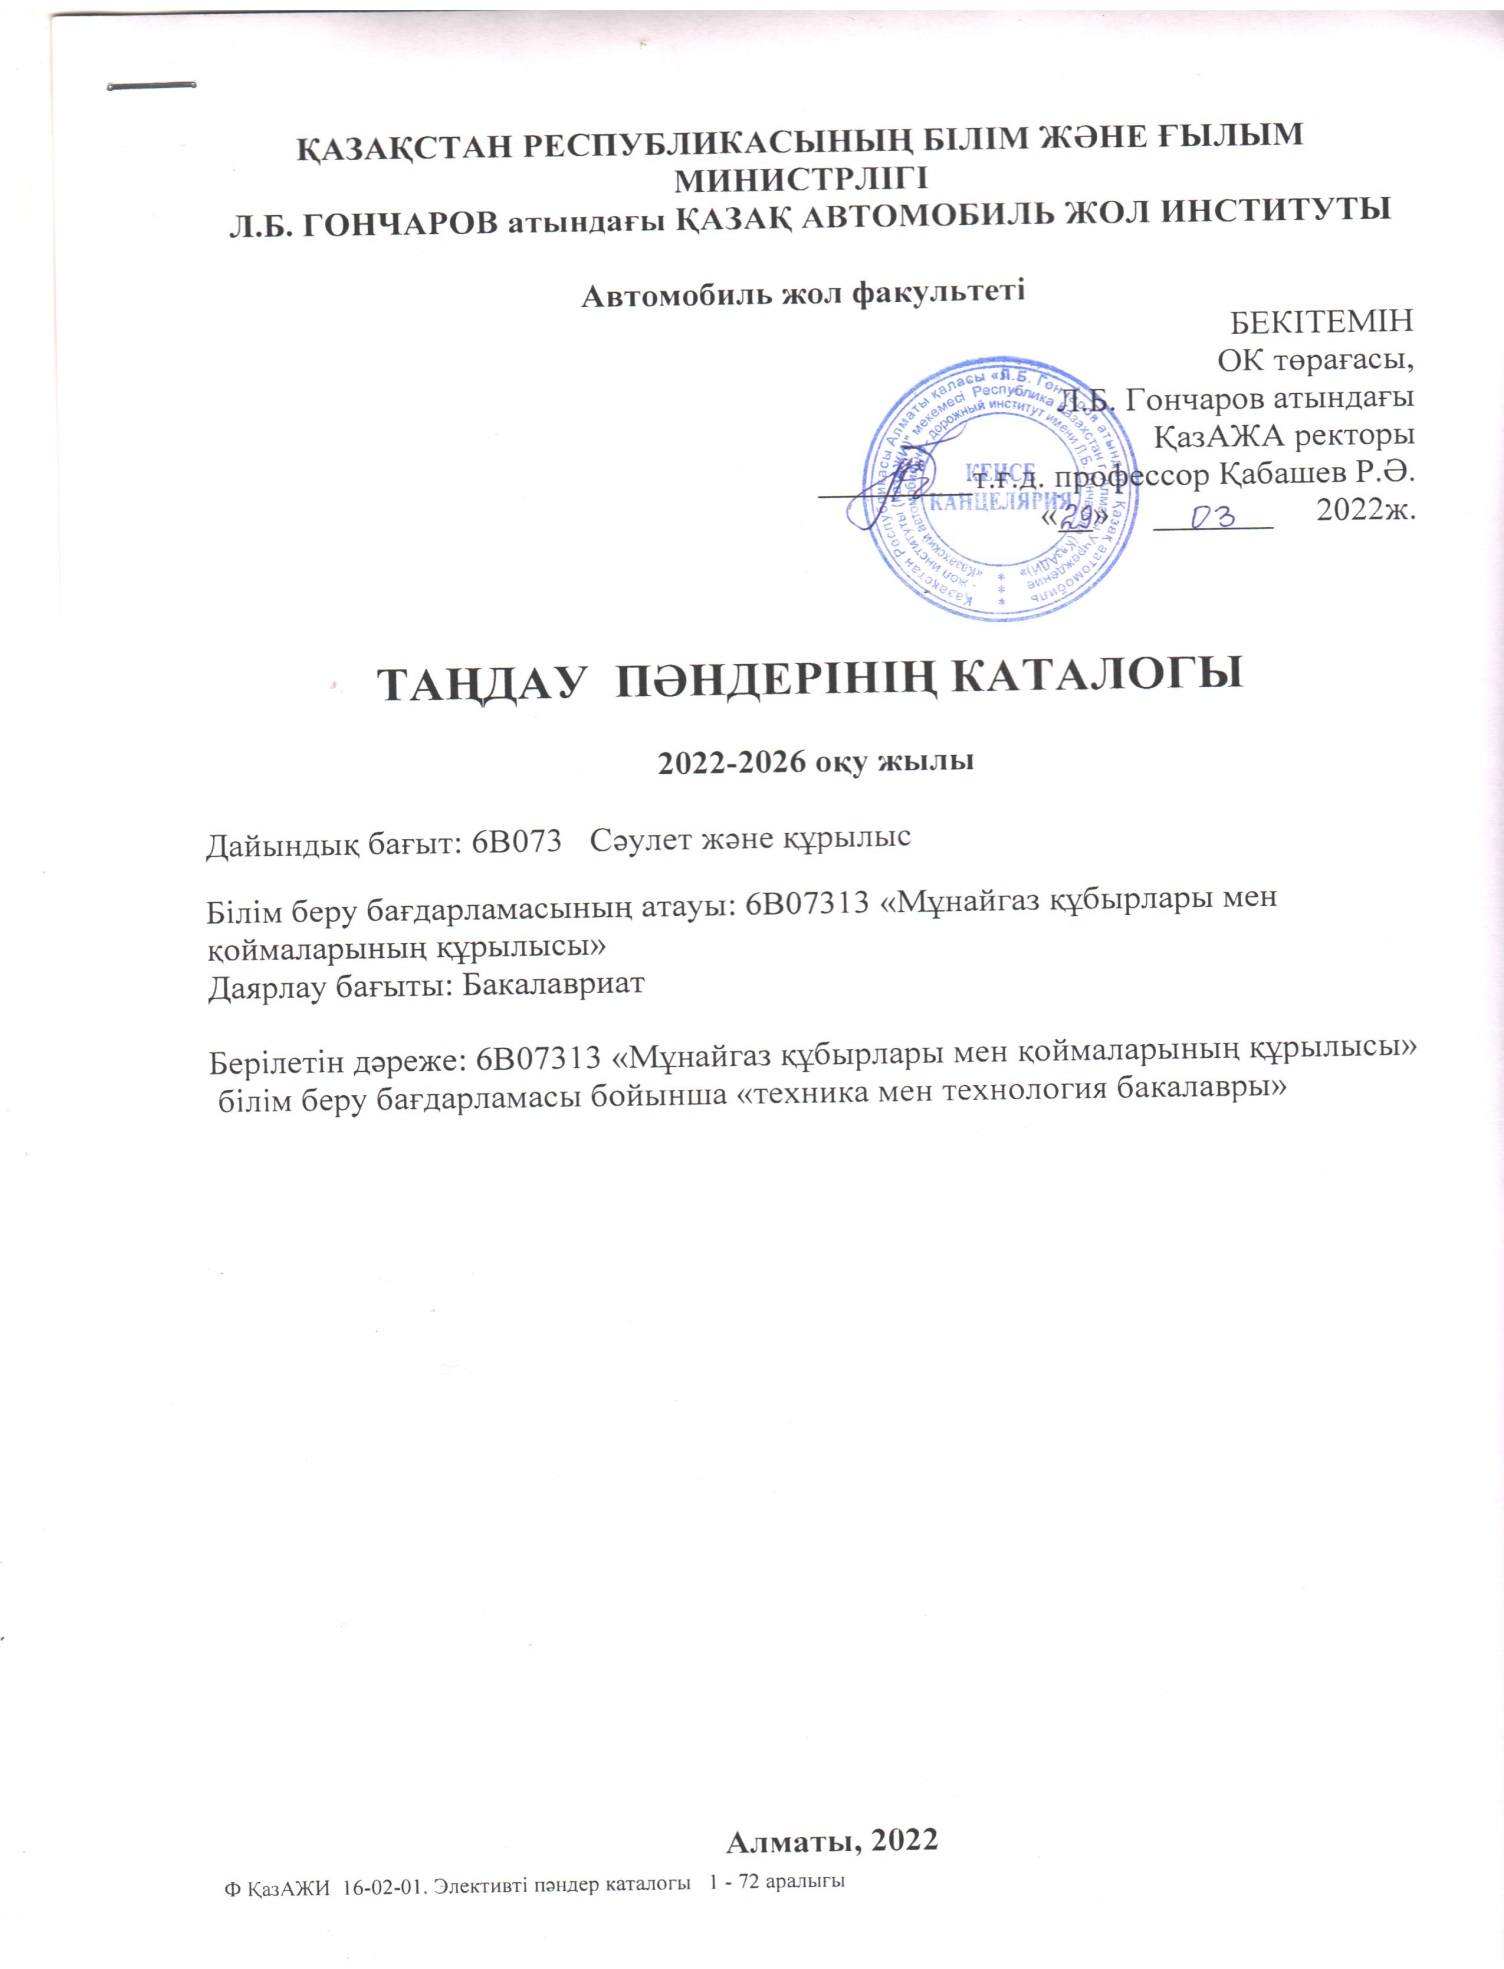 ҚАЗАҚСТАН РЕСПУБЛИКАСЫНЫҢ БІЛІМ ЖӘНЕ ҒЫЛЫМ
МИНИСТРЛІГІ
Л.Б. ГОНЧАРОВ атындағы ҚАЗАҚ АВТОМОБИЛЬ ЖОЛ ИНСТИТУТЫ
Автомобиль жол факультеті
БЕКІТЕМІН
ОК төрағасы,
Л.Б. Гончаров атындағы
ҚазАЖА ректоры
т.ғ.д. профессор Қабашев Р.Ә.
«29» 03 2022ж.
КЕҢСЕ
КАНЦЕЛЯРИЯ
ТАҢДАУ ПӘНДЕРІНІҢ КАТАЛОГЫ
2022-2026 оқу жылы
Дайындық бағыт: 6В073 Сәулет және құрылыс
Білім беру бағдарламасының атауы: 6В07313 «Мұнайгаз құбырлары мен
қоймаларының құрылысы»
Даярлау бағыты: Бакалавриат
Берілетін дәреже: 6В07313 «Мұнайгаз құбырлары мен қоймаларының құрылысы»
білім беру бағдарламасы бойынша «техника мен технология бакалавры»
Алматы, 2022
Ф ҚазАЖИ 16-02-01. Элективті пәндер каталогы 1 - 72 аралығы